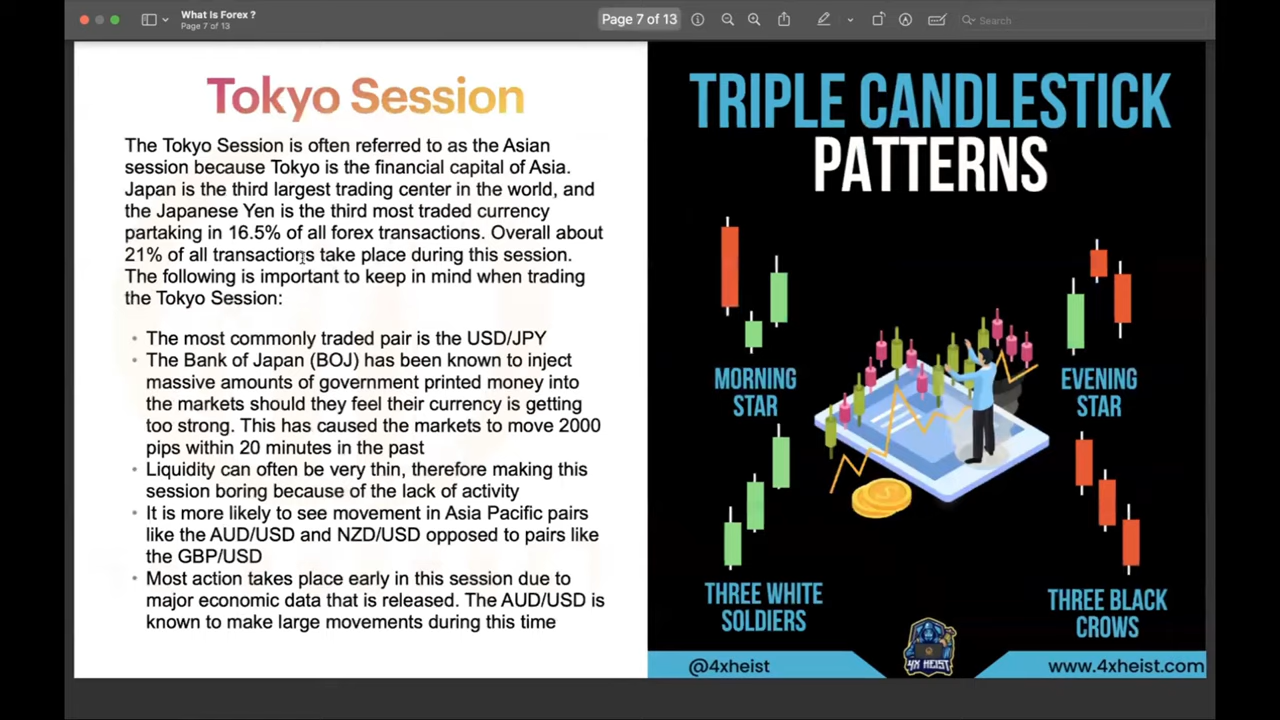 What Is Forex ?
Page 7 of 13
Page 7 of 13
Search
Tokyo Session
The Tokyo Session is often referred to as the Asian
session because Tokyo is the financial capital of Asia.
Japan is the third largest trading center in the world, and
the Japanese Yen is the third most traded currency
partaking in 16.5% of all forex transactions. Overall about
21% of all transactions take place during this session.
The following is important to keep in mind when trading
the Tokyo Session:
• The most commonly traded pair is the USD/JPY
• The Bank of Japan (BOJ) has been known to inject
massive amounts of government printed money into
the markets should they feel their currency is getting
too strong. This has caused the markets to move 2000
pips within 20 minutes in the past
• Liquidity can often be very thin, therefore making this
session boring because of the lack of activity
• It is more likely to see movement in Asia Pacific pairs
like the AUD/USD and NZD/USD opposed to pairs like
the GBP/USD
• Most action takes place early in this session due to
major economic data that is released. The AUD/USD is
known to make large movements during this time
TRIPLE CANDLESTICK
PATTERNS
MORNING
STAR
EVENING
STAR
THREE WHITE
SOLDIERS
THREE BLACK
CROWS
4X HEIST
@4xheist
www.4xheist.com